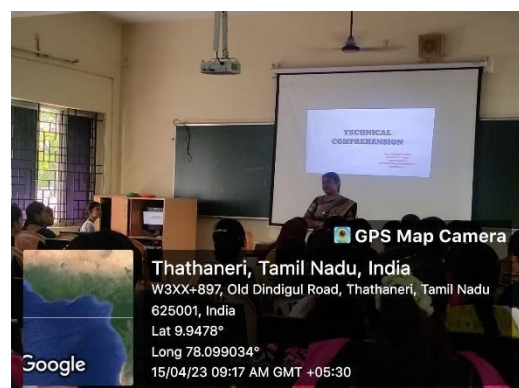 TECHNICAL
COMPREHENSION
GPS Map Camera
Thathaneri, Tamil Nadu, India
W3XX+897, Old Dindigul Road, Thathaneri, Tamil Nadu
625001, India
Lat 9.9478°
Long 78.099034°
15/04/23 09:17 AM GMT +05:30
Google